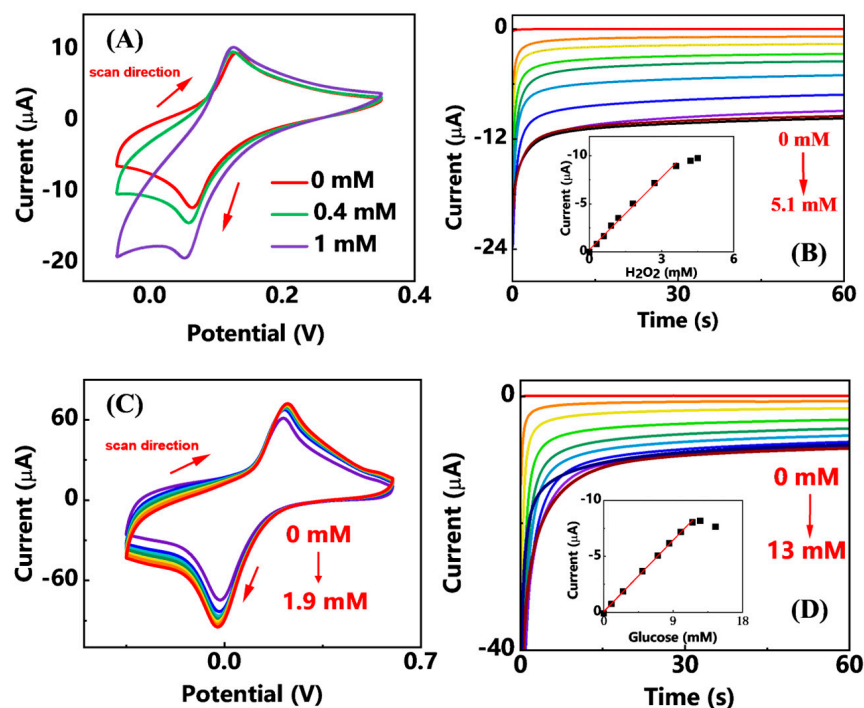 (A)
scan direction
10
0
-10
-20
Current (μA)
0 mM
0.4 mM
1 mM
0.0
0.2
0.4
Potential (V)
0
-12
-24
Current (μA)
0 mM
5.1 mM
-10
-5
0
Current (μA)
0
3
6
H2O2 (mM)
(B)
0
30
60
Time (s)
(C)
scan direction
60
0
-60
Current (μA)
0 mM
1.9 mM
0.0
0.7
Potential (V)
0
-40
Current (μA)
0 mM
13 mM
-10
-5
0
Current (μA)
0
9
18
Glucose (mM)
(D)
0
30
60
Time (s)